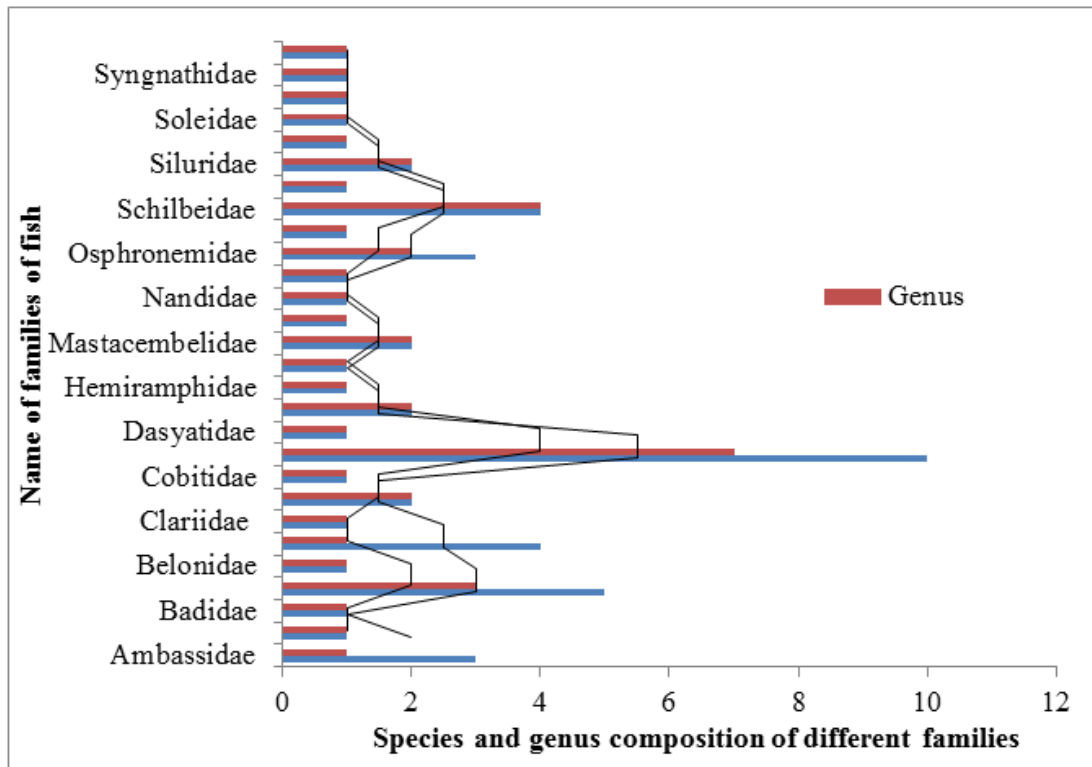 Name of families of fish
Syngnathidae
Soleidae
Siluridae
Schilbeidae
Osphronemidae
Nandidae
Mastacembelidae
Hemiramphidae
Dasyatidae
Cobitidae
Clariidae
Belonidae
Badidae
Ambassidae
Genus
0 2 4 6 8 10 12
Species and genus composition of different families